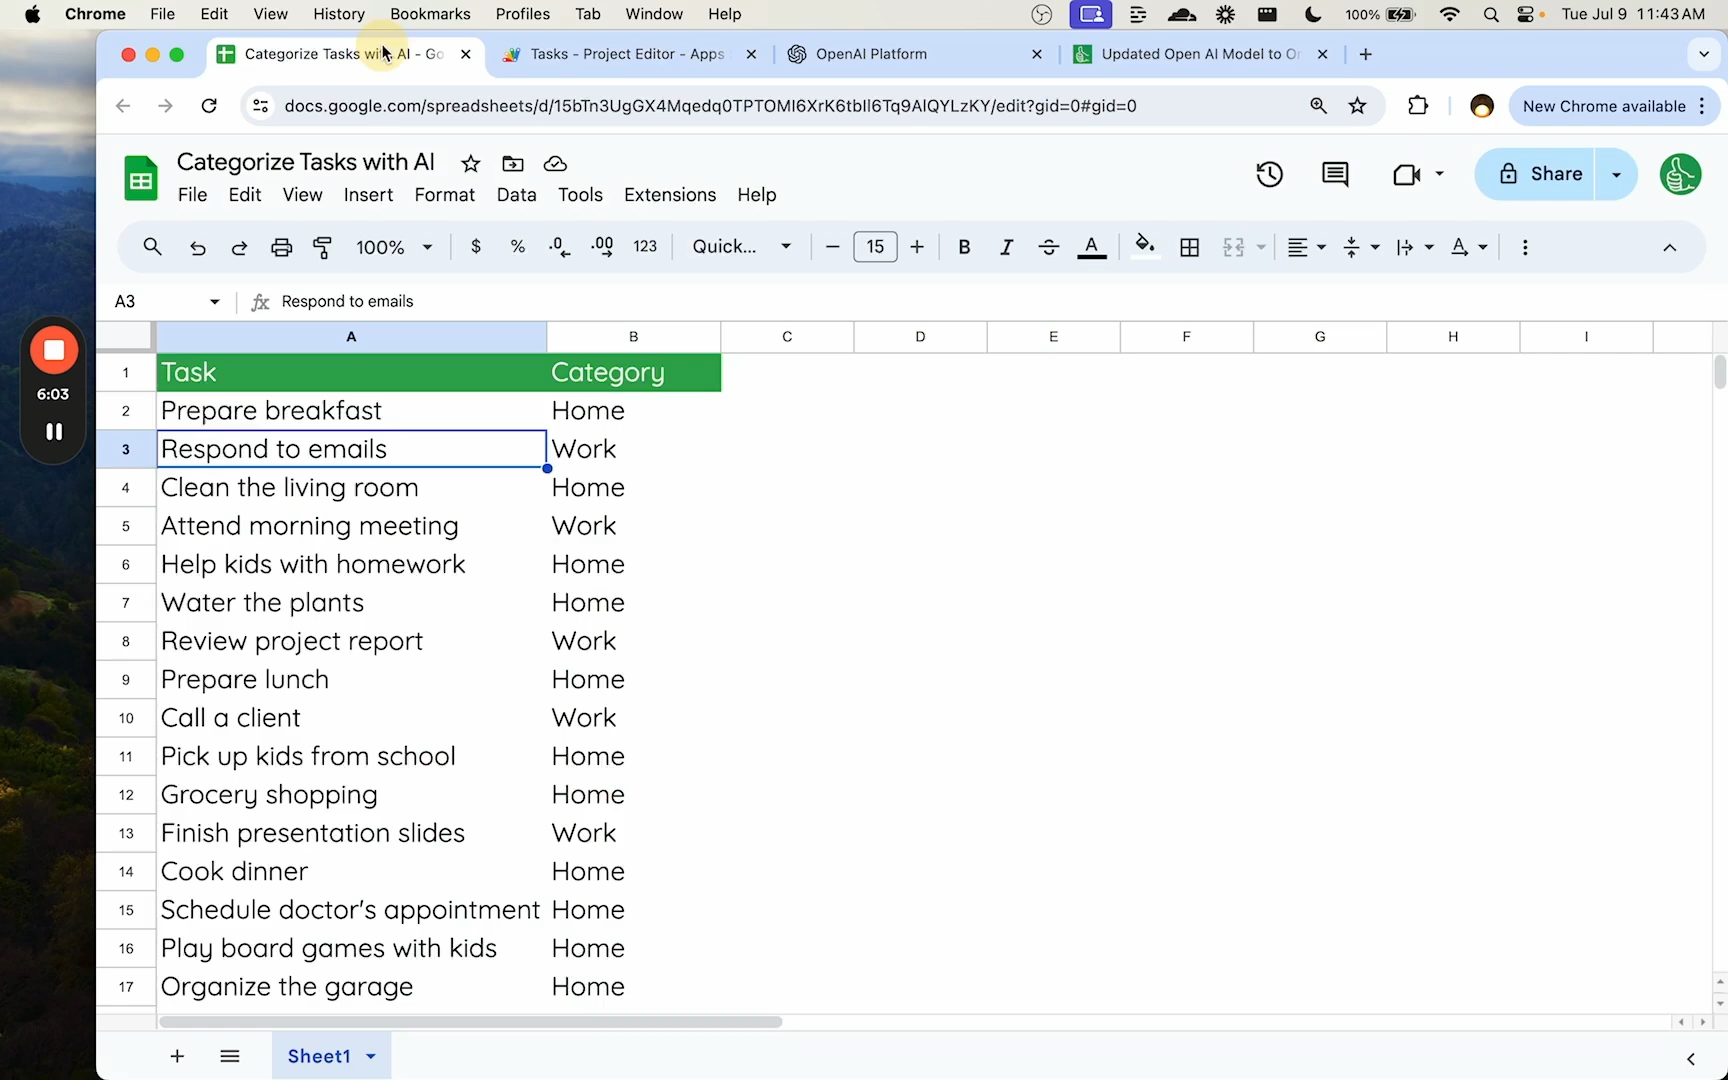 Chrome File Edit View History Bookmarks Profiles Tab Window Help 100% Tue Jul 9 11:43 AM
Categorize Tasks with AI - Go Tasks - Project Editor - Apps OpenAI Platform Updated Open AI Model to Or
docs.google.com/spreadsheets/d/15bTn3UgGX4Mqedq0TPTOMI6XrK6tbIl6Tq9AIQYLzKY/edit?gid=0#gid=0 New Chrome available
Categorize Tasks with AI
File Edit View Insert Format Data Tools Extensions Help
Share
100% $ % .0 .00 123 Quick... 15 B I S A
A3 fx Respond to emails
A B C D E F G H I
1 Task Category
2 Prepare breakfast Home
3 Respond to emails Work
4 Clean the living room Home
5 Attend morning meeting Work
6 Help kids with homework Home
7 Water the plants Home
8 Review project report Work
9 Prepare lunch Home
10 Call a client Work
11 Pick up kids from school Home
12 Grocery shopping Home
13 Finish presentation slides Work
14 Cook dinner Home
15 Schedule doctor's appointment Home
16 Play board games with kids Home
17 Organize the garage Home
Sheet1
6:03